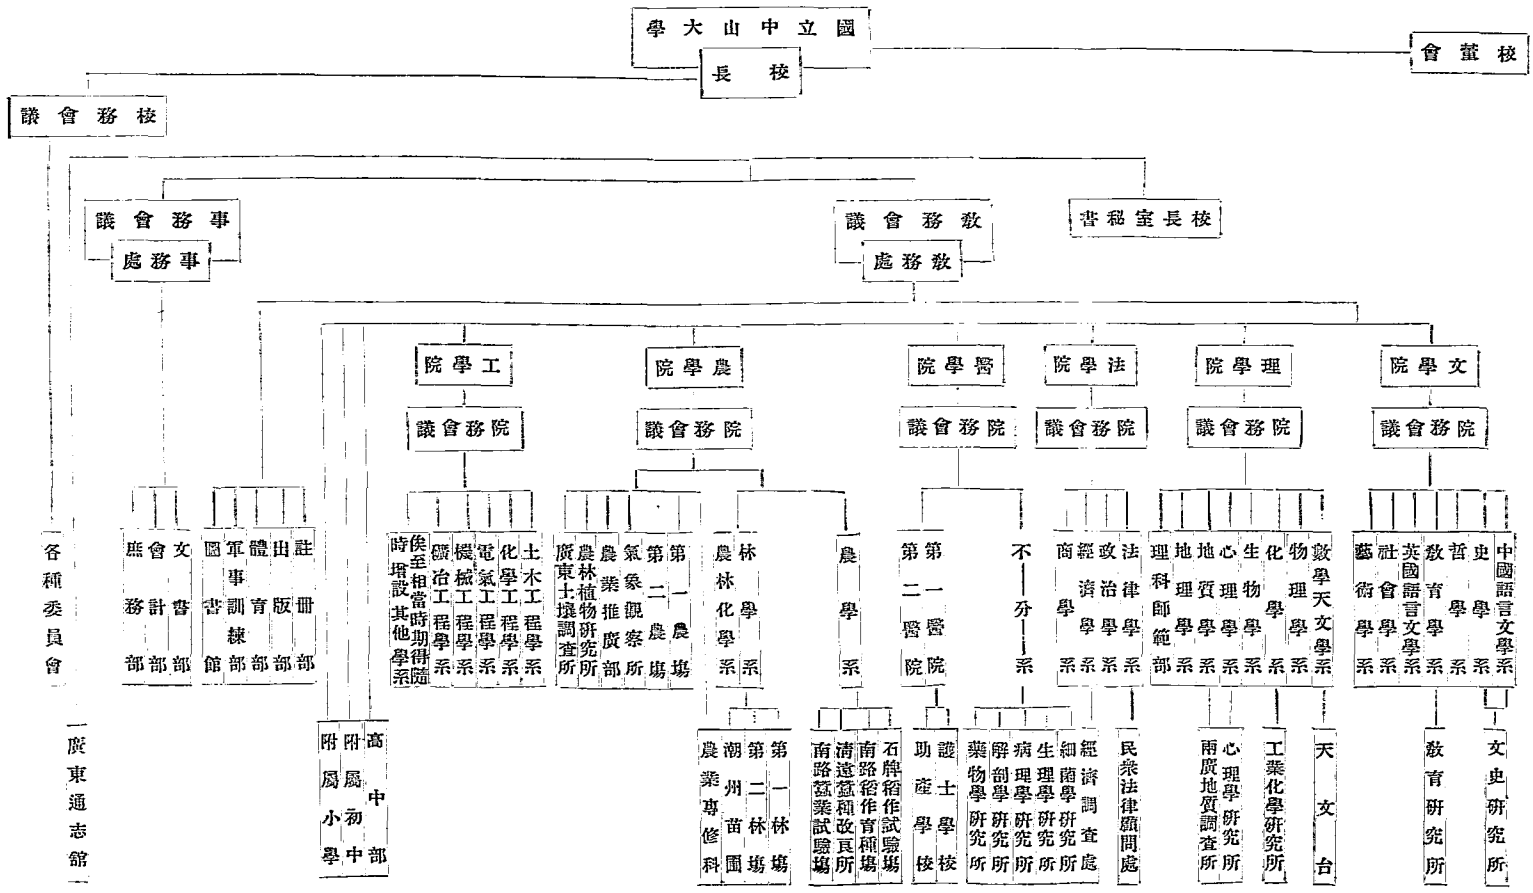 國立中山大學
校長
校董會
校務會議
事務會議
事務處
教務會議
教務處
校長室秘書
文學院
院務會議
理學院
院務會議
法學院
院務會議
醫學院
院務會議
農學院
院務會議
工學院
院務會議
中國語言文學系
史學系
哲學系
教育學系
英國語言文學系
社會學系
藝術學系
數學天文學系
物理學系
化學系
生物學系
心理學系
地質學系
地理學系
理科師範部
法律學系
政治學系
經濟學系
商學系
不分系
第一醫院
第二醫院
農學系
林學系
農林化學系
第一農場
第二農場
氣象觀察所
農業推廣部
農林植物研究所
廣東土壤調查所
土木工程學系
化學工程學系
電氣工程學系
機械工程學系
礦冶工程學系
俟至相當時期得隨
時增設其他學系
註冊部
出版部
體育部
軍事訓練部
圖書館
文書部
會計部
庶務部
各種委員會
文史研究所
教育研究所
天文台
工業化學研究所
心理學研究所
兩廣地質調查所
民衆法律顧問處
經濟調查處
細菌學研究所
生理學研究所
病理學研究所
解剖學研究所
藥物學研究所
護士學校
助產學校
石牌稻作試驗場
南路稻作育種場
清遠蠶種改良所
南路蠶業試驗場
第一林場
第二林場
潮州苗圃
農業專修科
高中部
附屬初中
附屬小學
廣東通志館